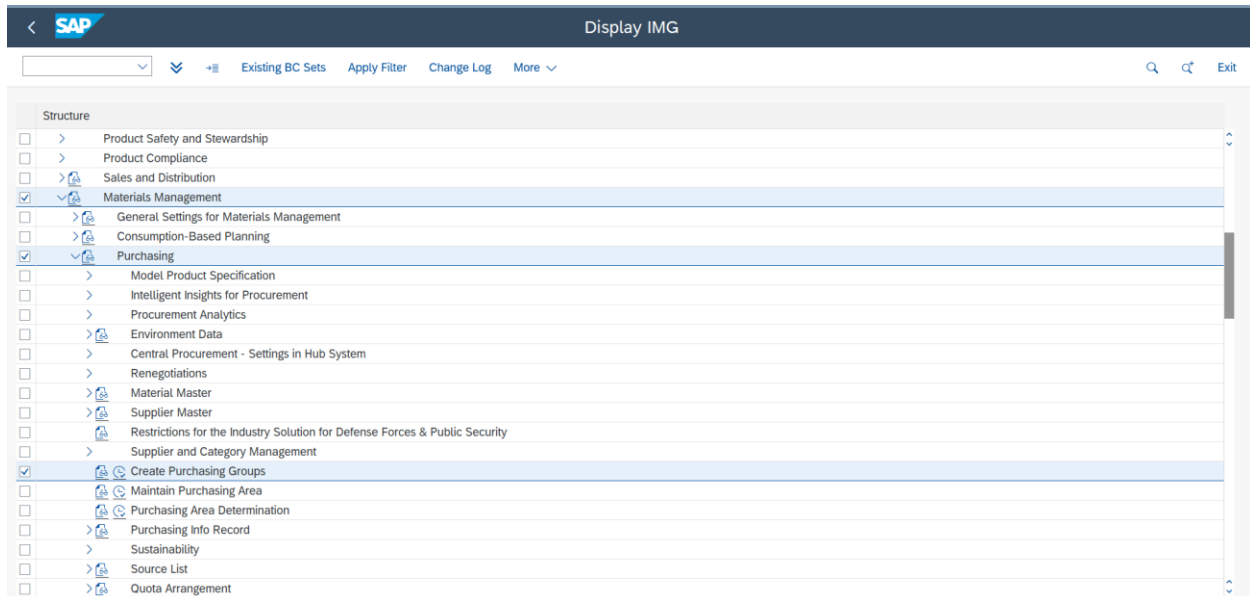 SAP
Display IMG
Existing BC Sets Apply Filter Change Log More Exit
Structure
Product Safety and Stewardship
Product Compliance
Sales and Distribution
Materials Management
General Settings for Materials Management
Consumption-Based Planning
Purchasing
Model Product Specification
Intelligent Insights for Procurement
Procurement Analytics
Environment Data
Central Procurement - Settings in Hub System
Renegotiations
Material Master
Supplier Master
Restrictions for the Industry Solution for Defense Forces & Public Security
Supplier and Category Management
Create Purchasing Groups
Maintain Purchasing Area
Purchasing Area Determination
Purchasing Info Record
Sustainability
Source List
Quota Arrangement